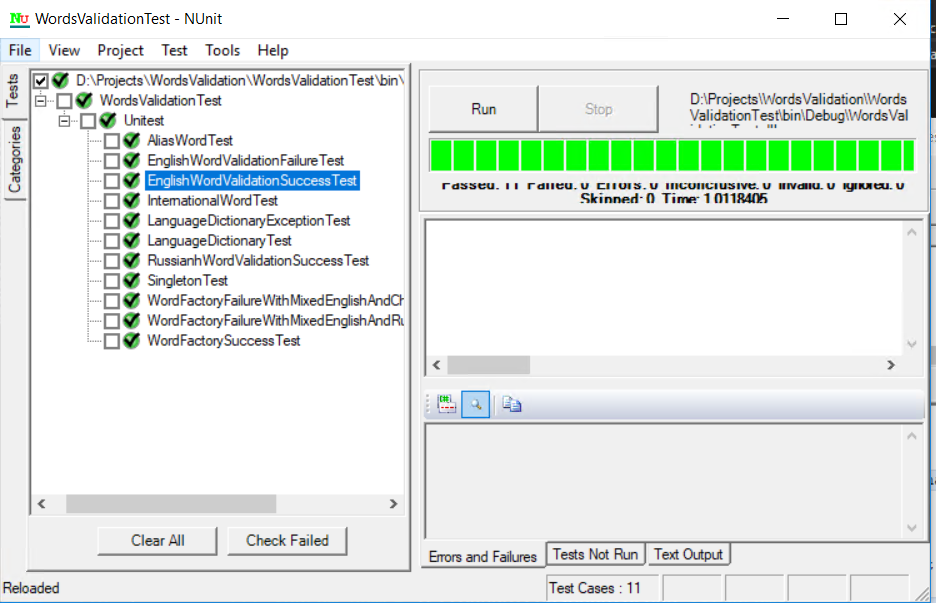 WordsValidationTest - NUnit
File View Project Test Tools Help
Tests
Categories
D:\Projects\WordsValidation\WordsValidationTest\bin\
WordsValidationTest
Unitest
AliasWordTest
EnglishWordValidationFailureTest
EnglishWordValidationSuccessTest
InternationalWordTest
LanguageDictionaryExceptionTest
LanguageDictionaryTest
RussianhWordValidationSuccessTest
SingletonTest
WordFactoryFailureWithMixedEnglishAndCh
WordFactoryFailureWithMixedEnglishAndRu
WordFactorySuccessTest
Clear All Check Failed
Run Stop
D:\Projects\WordsValidation\Words
ValidationTest\bin\Debug\WordsVal
Passed: 11 Failed: 0 Errors: 0 Inconclusive: 0 Invalid: 0 Ignored: 0
Skipped: 0 Time: 1.0118405
Errors and Failures Tests Not Run Text Output
Reloaded Test Cases : 11